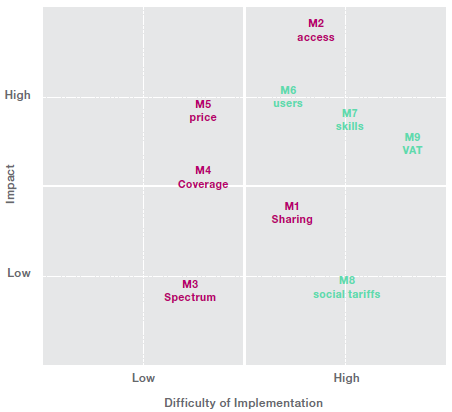 M2
access
High
M6
users
M5
price
M7
skills
M9
VAT
Impact
M4
Coverage
M1
Sharing
Low
M3
Spectrum
M8
social tariffs
Low
High
Difficulty of Implementation